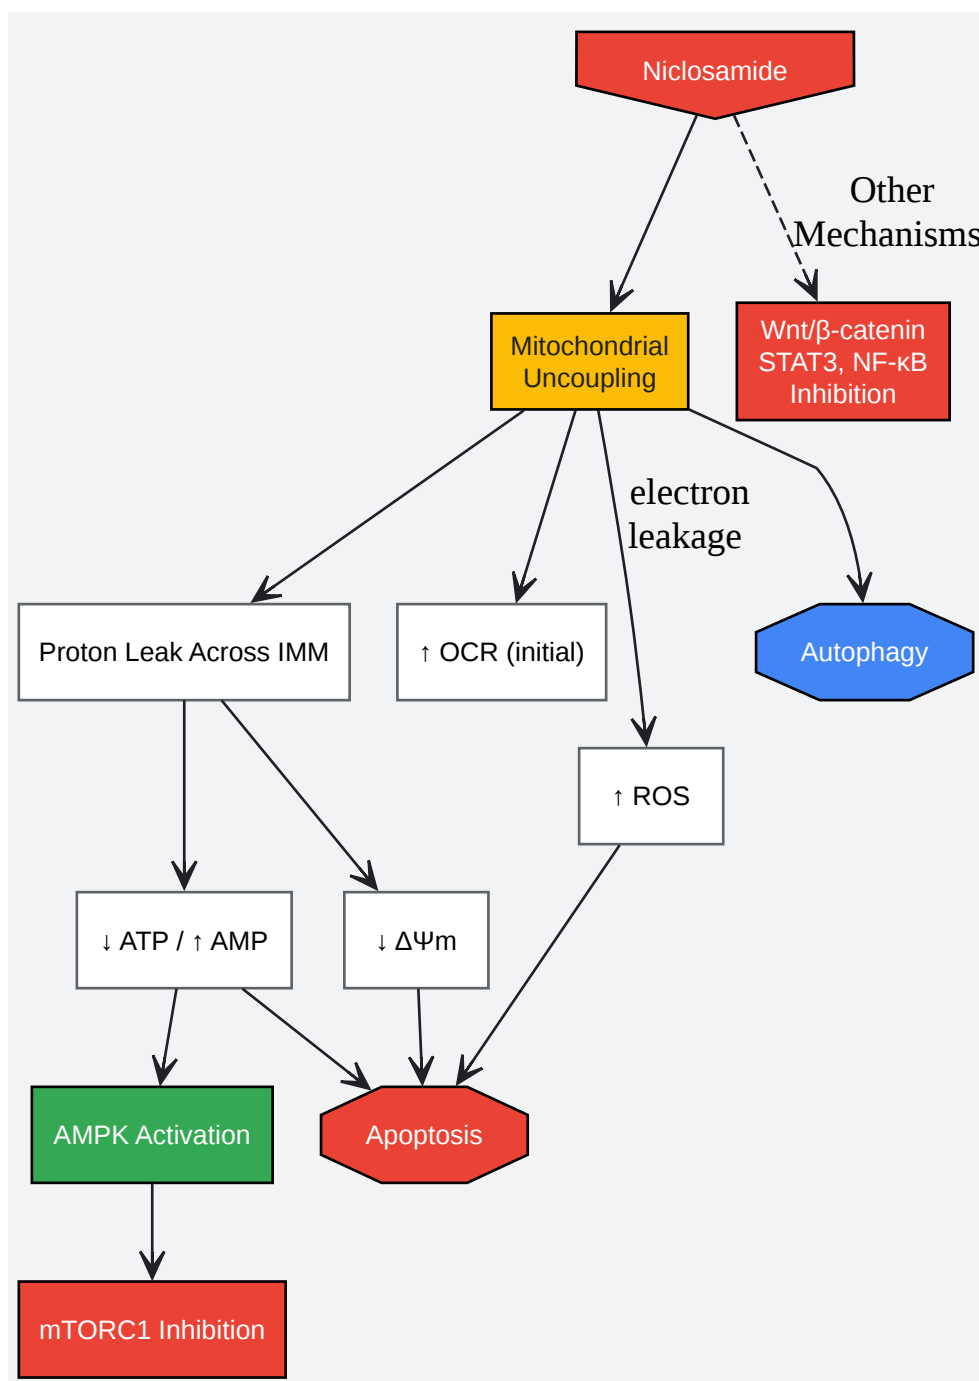 Niclosamide
Other
Mechanisms
Mitochondrial
Uncoupling
Wnt/β-catenin
STAT3, NF-κB
Inhibition
electron
leakage
Proton Leak Across IMM
↑ OCR (initial)
Autophagy
↑ ROS
↓ ATP / ↑ AMP
↓ ΔΨm
AMPK Activation
Apoptosis
mTORC1 Inhibition